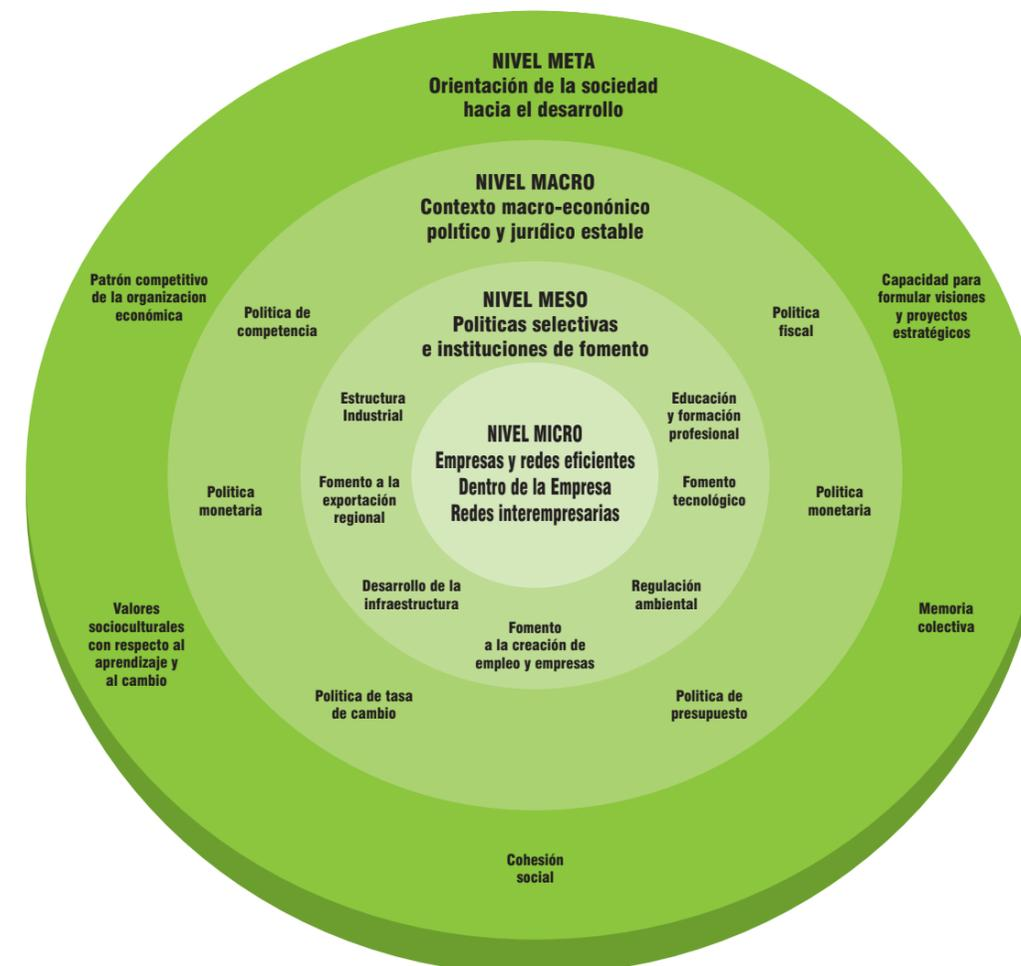 NIVEL META
Orientación de la sociedad
hacia el desarrollo
NIVEL MACRO
Contexto macro-econónico
polıtico y jurıdico estable
NIVEL MESO
Politicas selectivas
e instituciones de fomento
NIVEL MICRO
Empresas y redes eficientes
Dentro de la Empresa
Redes interempresarias
Patrón competitivo
de la organizacion
económica
Politica de
competencia
Politica
fiscal
Capacidad para
formular visiones
y proyectos
estratégicos
Estructura
Industrial
Educación
y formación
profesional
Politica
monetaria
Fomento a la
exportación
regional
Fomento
tecnológico
Politica
monetaria
Desarrollo de la
infraestructura
Regulación
ambiental
Valores
socioculturales
con respecto al
aprendizaje y
al cambio
Fomento
a la creación de
empleo y empresas
Memoria
colectiva
Politica de tasa
de cambio
Politica de
presupuesto
Cohesión
social